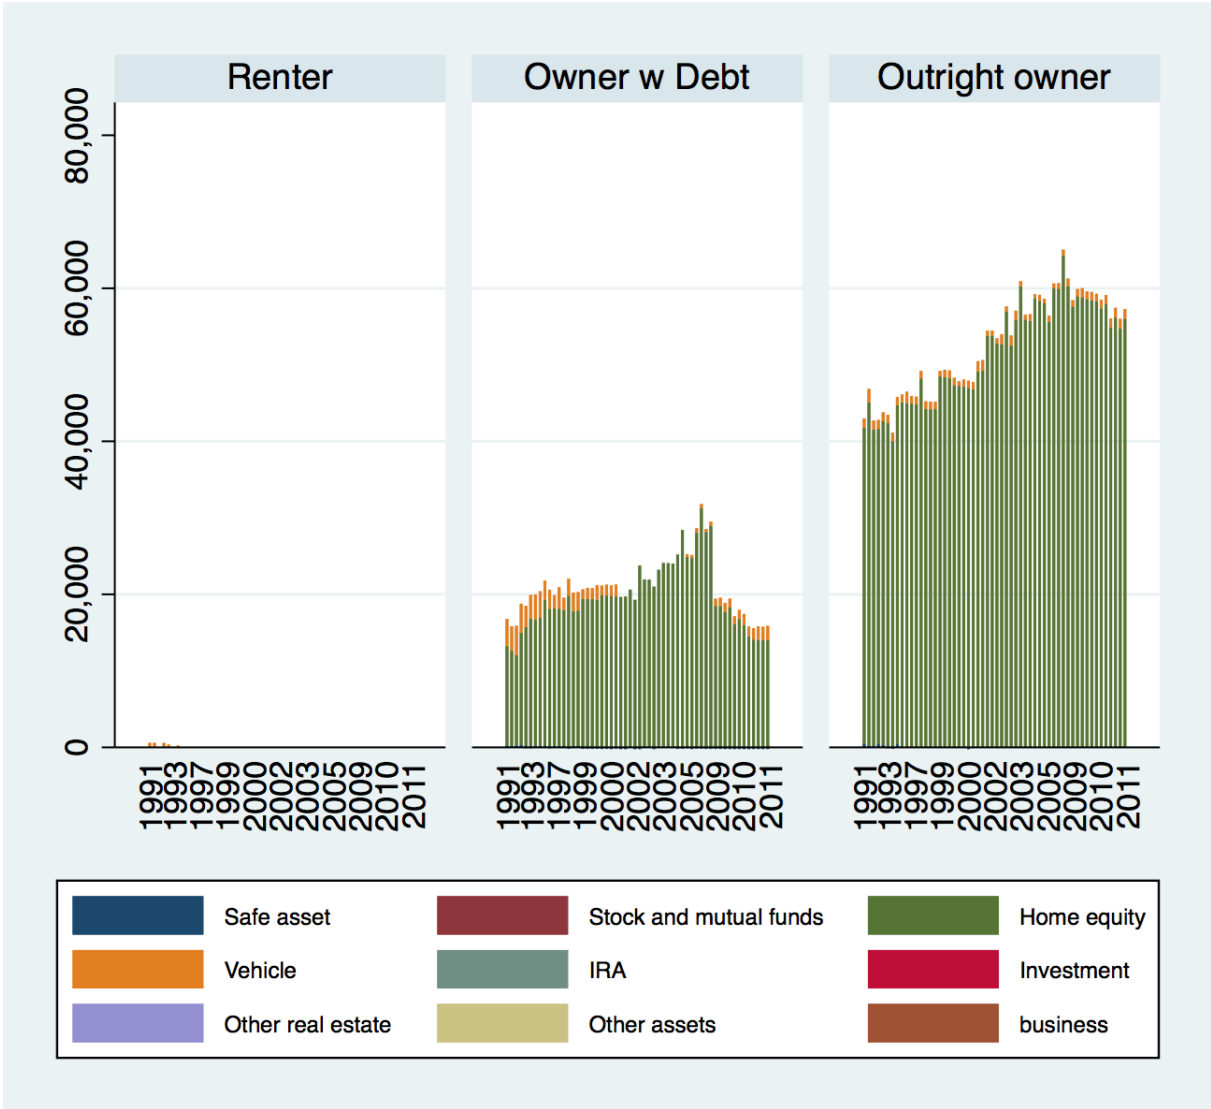 Renter
Owner w Debt
Outright owner
80,000
60,000
40,000
20,000
0
1991 1993 1997 1999 2000 2002 2003 2005 2009 2010 2011
1991 1993 1997 1999 2000 2002 2003 2005 2009 2010 2011
1991 1993 1997 1999 2000 2002 2003 2005 2009 2010 2011
Safe asset
Stock and mutual funds
Home equity
Vehicle
IRA
Investment
Other real estate
Other assets
business